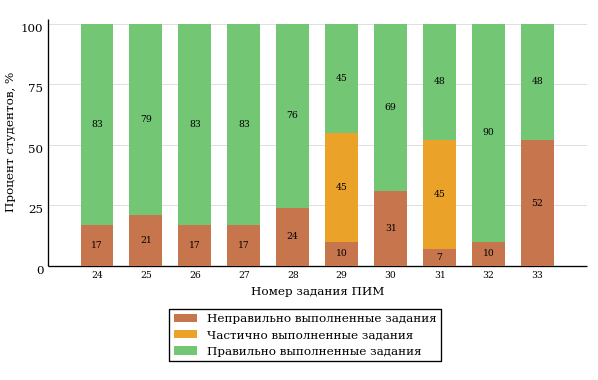 100
75
50
25
0
Процент студентов, %
83 79 83 83 76 45 69 48 90 48
45 45
17 21 17 17 24 10 31 7 10 52
24 25 26 27 28 29 30 31 32 33
Номер задания ПИМ
Неправильно выполненные задания
Частично выполненные задания
Правильно выполненные задания